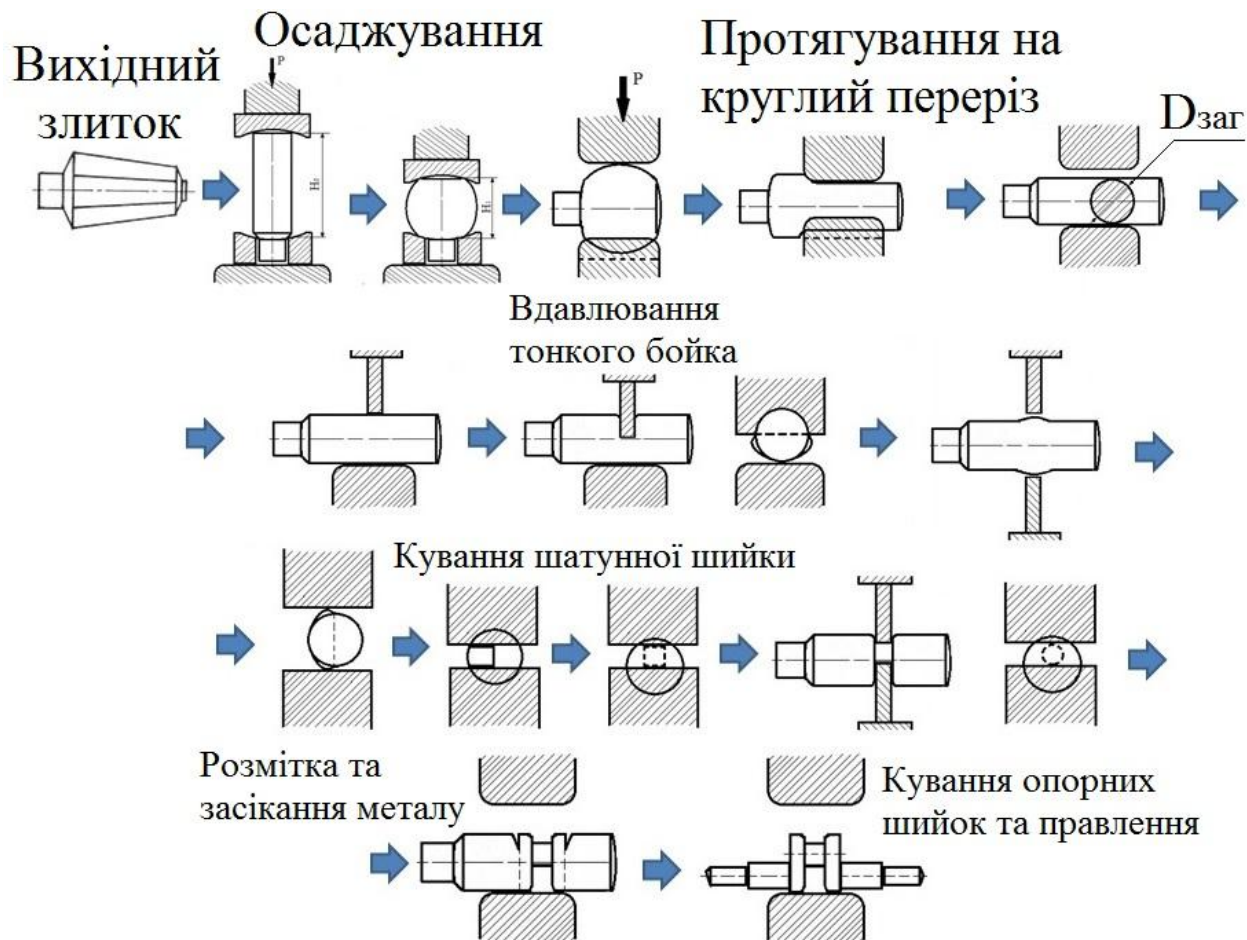 Вихідний
злиток
Осаджування
P
H₀
H₁
P
Протягування на
круглий переріз
Dзаг
Вдавлювання
тонкого бойка
Кування шатунної шийки
Розмітка та
засікання металу
Кування опорних
шийок та правлення